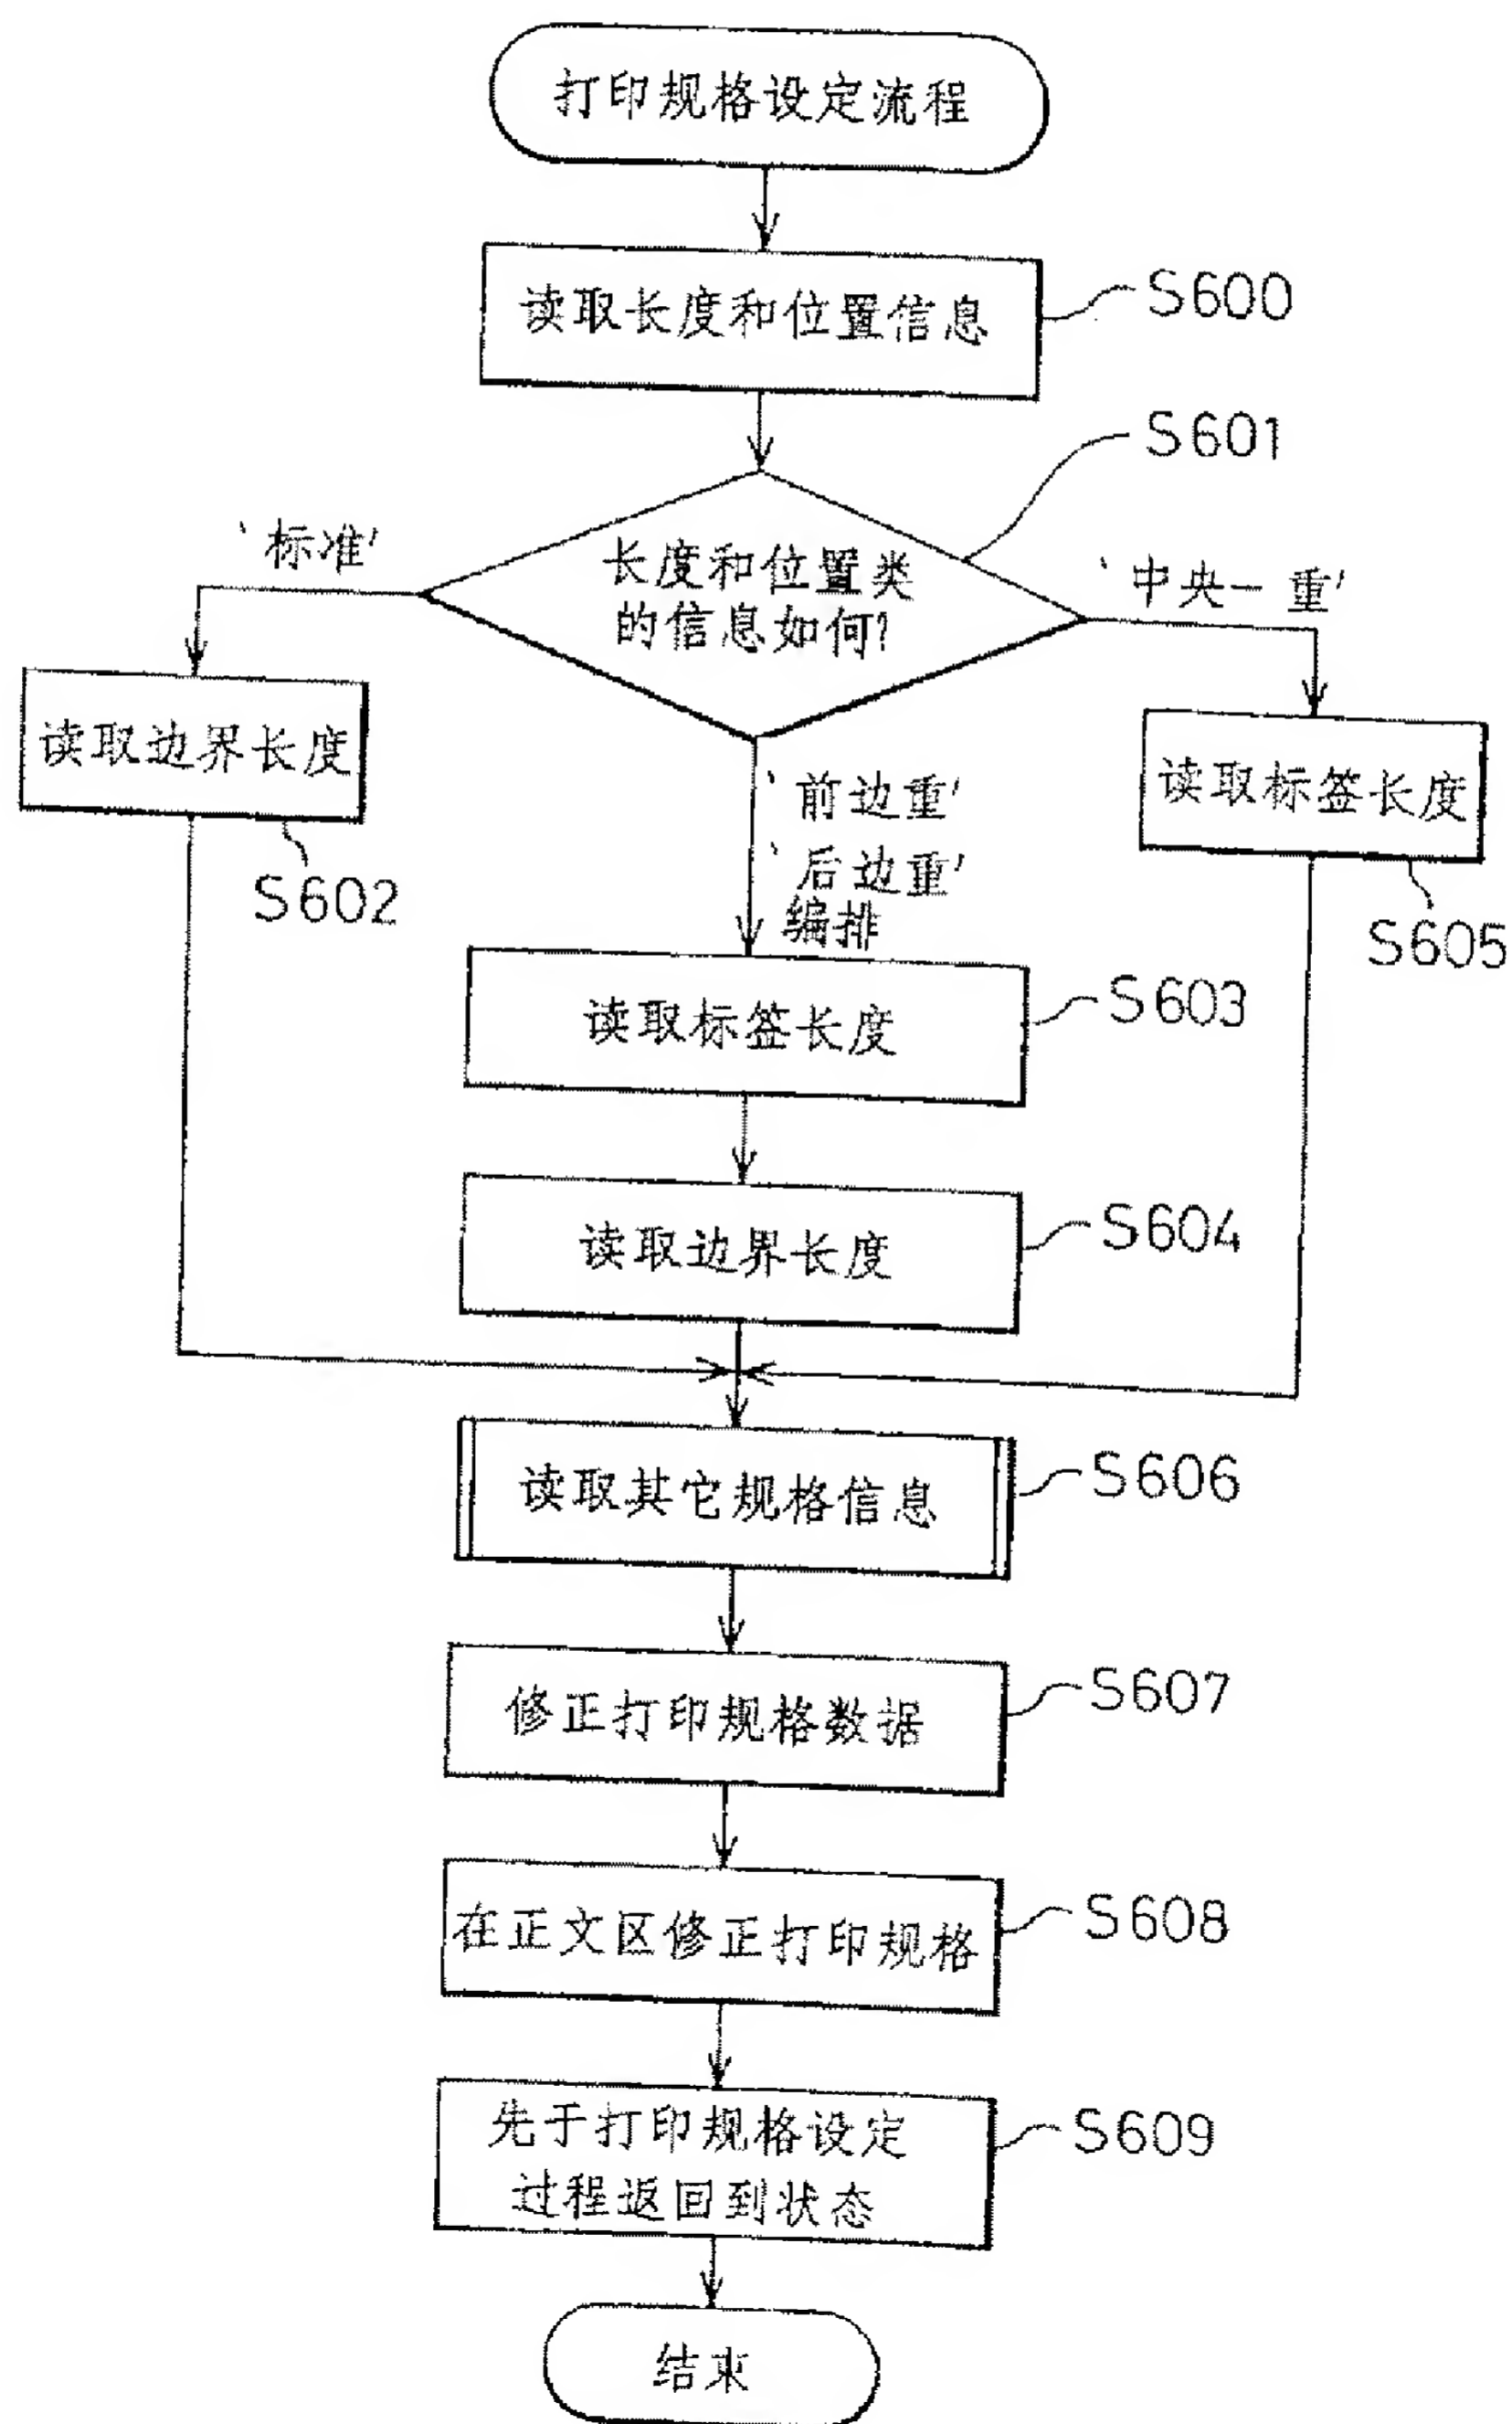 打印规格设定流程
读取长度和位置信息
S600
S601
'标准'
长度和位置类
的信息如何?
'中央一重'
读取边界长度
S602
'前边重'
'后边重'
编排
读取标签长度
S605
读取标签长度
S603
读取边界长度
S604
读取其它规格信息
S606
修正打印规格数据
S607
在正文区修正打印规格
S608
先于打印规格设定
过程返回到状态
S609
结束